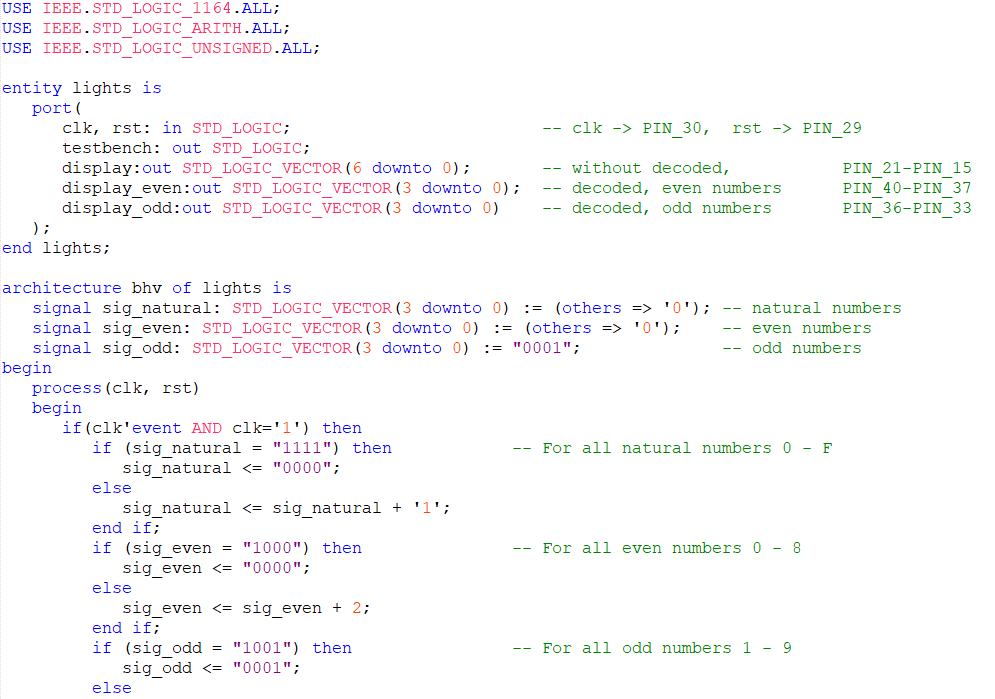 USE IEEE.STD_LOGIC_1164.ALL;
USE IEEE.STD_LOGIC_ARITH.ALL;
USE IEEE.STD_LOGIC_UNSIGNED.ALL;

entity lights is
   port(
      clk, rst: in STD_LOGIC;                         -- clk -> PIN_30,  rst -> PIN_29
      testbench: out STD_LOGIC;
      display:out STD_LOGIC_VECTOR(6 downto 0);       -- without decoded,           PIN_21-PIN_15
      display_even:out STD_LOGIC_VECTOR(3 downto 0);  -- decoded, even numbers      PIN_40-PIN_37
      display_odd:out STD_LOGIC_VECTOR(3 downto 0)    -- decoded, odd numbers       PIN_36-PIN_33
   );
end lights;

architecture bhv of lights is
   signal sig_natural: STD_LOGIC_VECTOR(3 downto 0) := (others => '0'); -- natural numbers
   signal sig_even: STD_LOGIC_VECTOR(3 downto 0) := (others => '0');    -- even numbers
   signal sig_odd: STD_LOGIC_VECTOR(3 downto 0) := "0001";              -- odd numbers
begin
   process(clk, rst)
   begin
      if(clk'event AND clk='1') then
         if (sig_natural = "1111") then            -- For all natural numbers 0 - F
            sig_natural <= "0000";
         else
            sig_natural <= sig_natural + '1';
         end if;
         if (sig_even = "1000") then               -- For all even numbers 0 - 8
            sig_even <= "0000";
         else
            sig_even <= sig_even + 2;
         end if;
         if (sig_odd = "1001") then                -- For all odd numbers 1 - 9
            sig_odd <= "0001";
         else